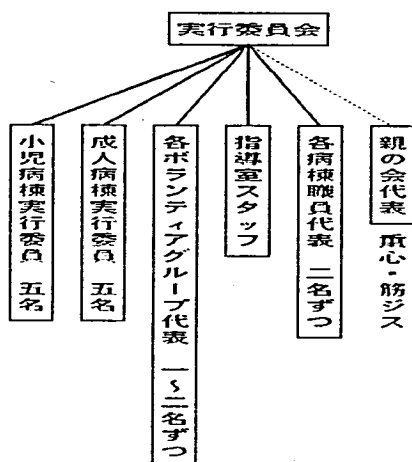 実行委員会
親の会代表 重心・筋ジス
各病棟職員代表 二名ずつ
指導室スタッフ
各ボランティアグループ代表 一〜二名ずつ
成人病棟実行委員 五名
小児病棟実行委員 五名